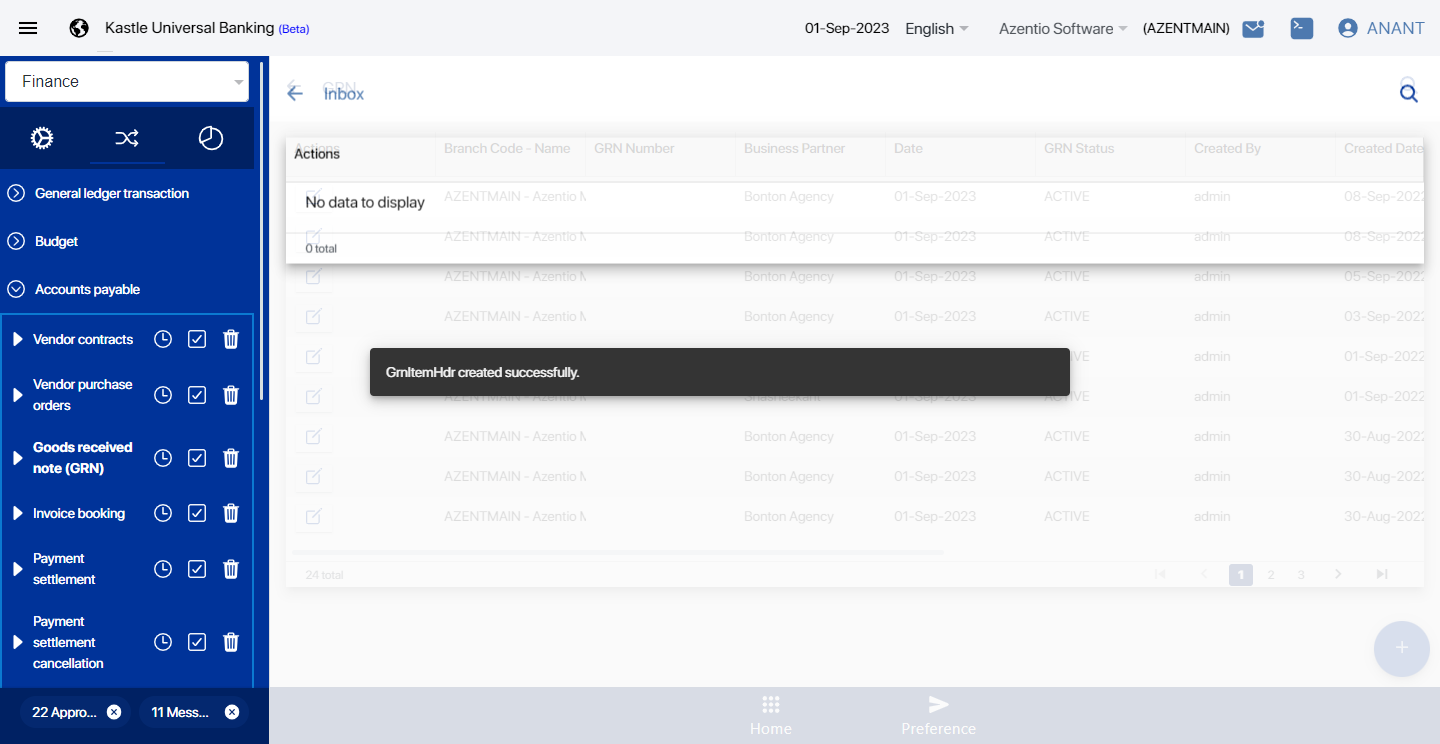 Kastle Universal Banking (Beta)
01-Sep-2023 English Azentio Software (AZENTMAIN) ANANT
Finance
General ledger transaction
Budget
Accounts payable
Vendor contracts
Vendor purchase
orders
Goods received
note (GRN)
Invoice booking
Payment
settlement
Payment
settlement
cancellation
22 Appro...
11 Mess...
GRN
Inbox
Actions
Actions Branch Code - Name GRN Number Business Partner Date GRN Status Created By Created Date
No data to display
0 total
AZENTMAIN - Azentio M Bonton Agency 01-Sep-2023 ACTIVE admin 08-Sep-2022
AZENTMAIN - Azentio M Bonton Agency 01-Sep-2023 ACTIVE admin 08-Sep-2022
AZENTMAIN - Azentio M Bonton Agency 01-Sep-2023 ACTIVE admin 05-Sep-2022
AZENTMAIN - Azentio M Bonton Agency 01-Sep-2023 ACTIVE admin 03-Sep-2022
admin 01-Sep-2022
GrnItemHdr created successfully.
admin 01-Sep-2022
AZENTMAIN - Azentio M Bonton Agency 01-Sep-2023 ACTIVE admin 30-Aug-2022
AZENTMAIN - Azentio M Bonton Agency 01-Sep-2023 ACTIVE admin 30-Aug-2022
AZENTMAIN - Azentio M Bonton Agency 01-Sep-2023 ACTIVE admin 30-Aug-2022
24 total
1 2 3
Home
Preference